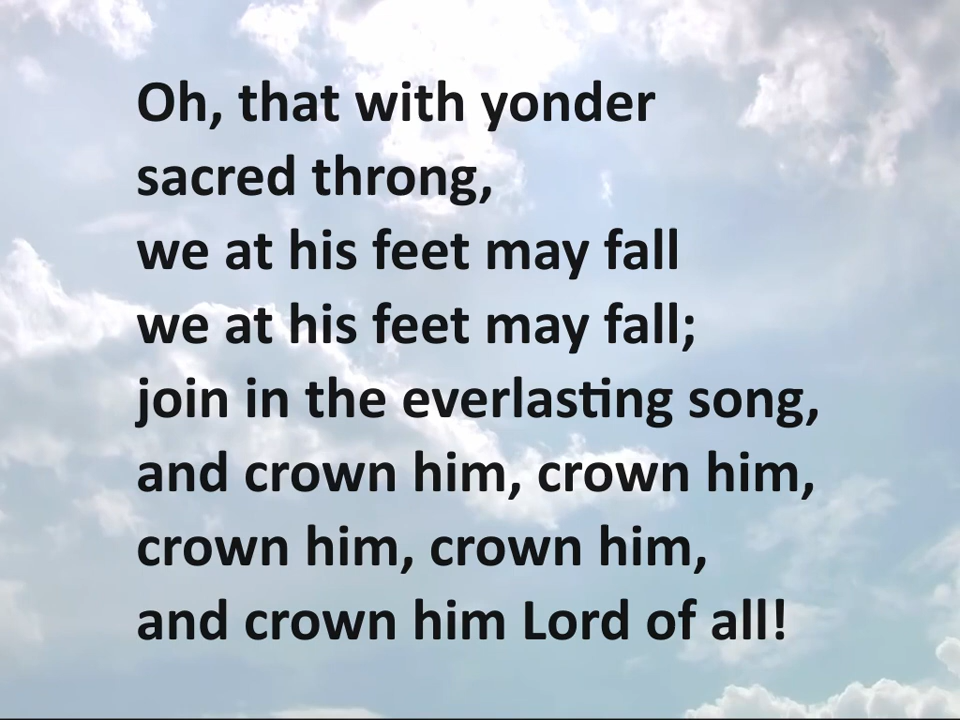 Oh, that with yonder
sacred throng,
we at his feet may fall
we at his feet may fall;
join in the everlasting song,
and crown him, crown him,
crown him, crown him,
and crown him Lord of all!